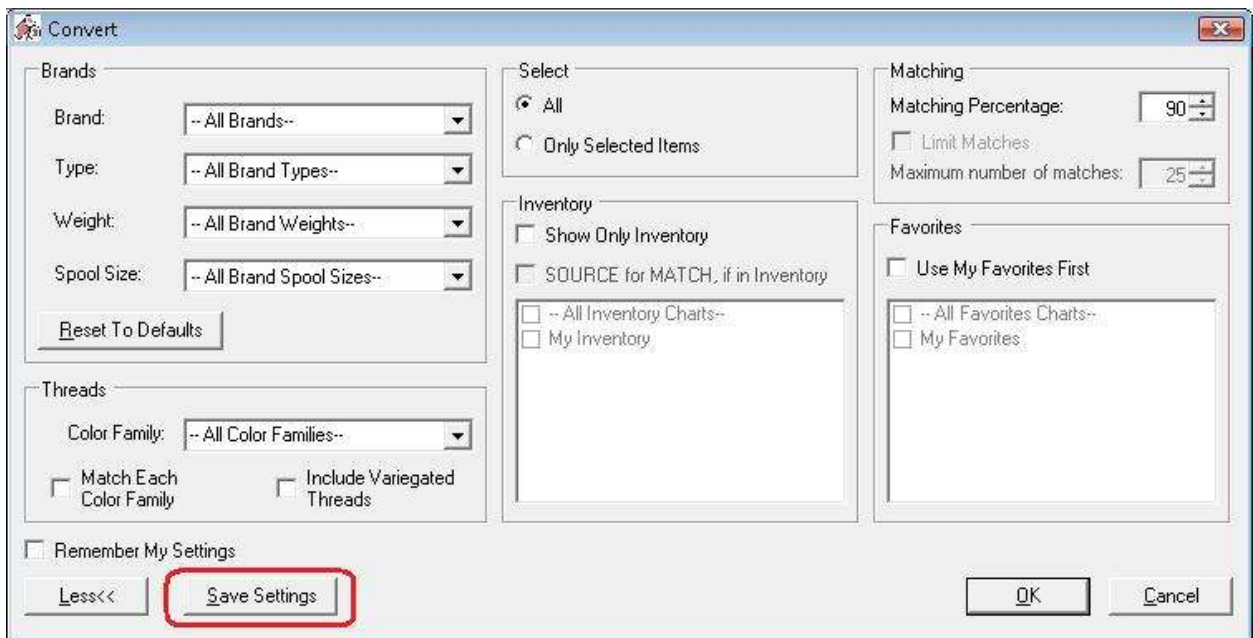 Convert
Brands
Brand:
-- All Brands--
Type:
-- All Brand Types--
Weight:
-- All Brand Weights--
Spool Size:
-- All Brand Spool Sizes--
Reset To Defaults
Threads
Color Family:
-- All Color Families--
Match Each
Color Family
Include Variegated
Threads
Select
All
Only Selected Items
Inventory
Show Only Inventory
SOURCE for MATCH, if in Inventory
-- All Inventory Charts--
My Inventory
Matching
Matching Percentage:
90
Limit Matches
Maximum number of matches:
25
Favorites
Use My Favorites First
-- All Favorites Charts--
My Favorites
Remember My Settings
Less<<
Save Settings
OK
Cancel